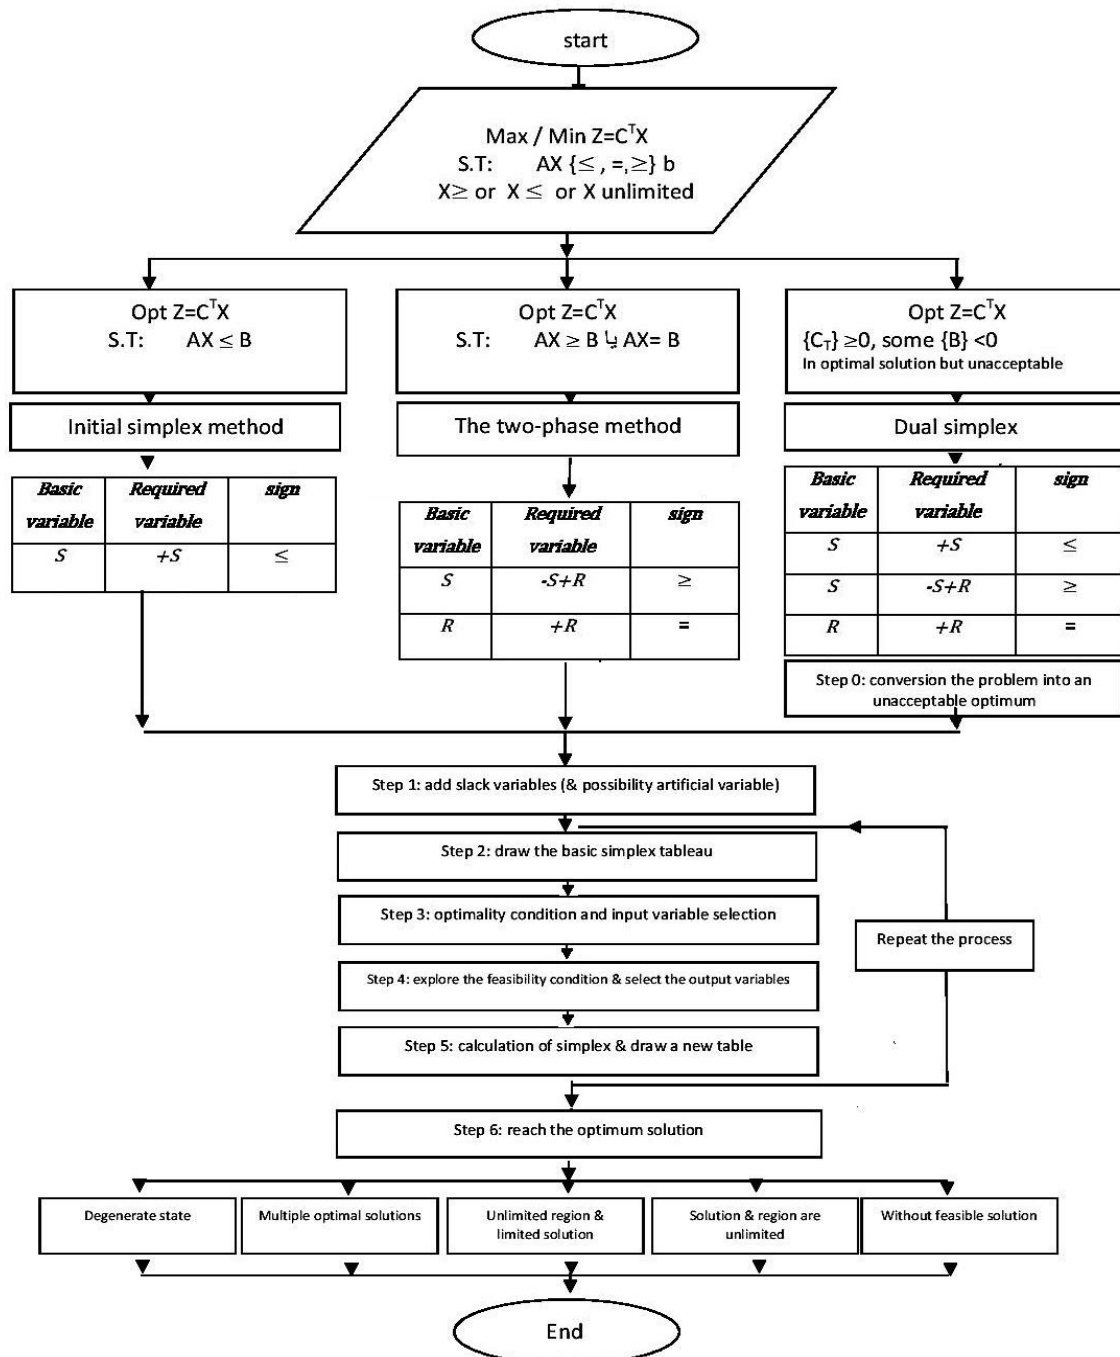 start
Max / Min Z=CᵀX
S.T: AX {≤ , =,≥} b
X≥ or X ≤ or X unlimited
Opt Z=CᵀX
S.T: AX ≤ B
Opt Z=CᵀX
S.T: AX ≥ B یا AX= B
Opt Z=CᵀX
{C_T} ≥0, some {B} <0
In optimal solution but unacceptable
Initial simplex method
The two-phase method
Dual simplex
Basic Required sign
variable variable
S +S ≤
Basic Required sign
variable variable
S -S+R ≥
R +R =
Basic Required sign
variable variable
S +S ≤
S -S+R ≥
R +R =
Step 0: conversion the problem into an
unacceptable optimum
Step 1: add slack variables (& possibility artificial variable)
Step 2: draw the basic simplex tableau
Step 3: optimality condition and input variable selection
Repeat the process
Step 4: explore the feasibility condition & select the output variables
Step 5: calculation of simplex & draw a new table
Step 6: reach the optimum solution
Degenerate state
Multiple optimal solutions
Unlimited region &
limited solution
Solution & region are
unlimited
Without feasible solution
End